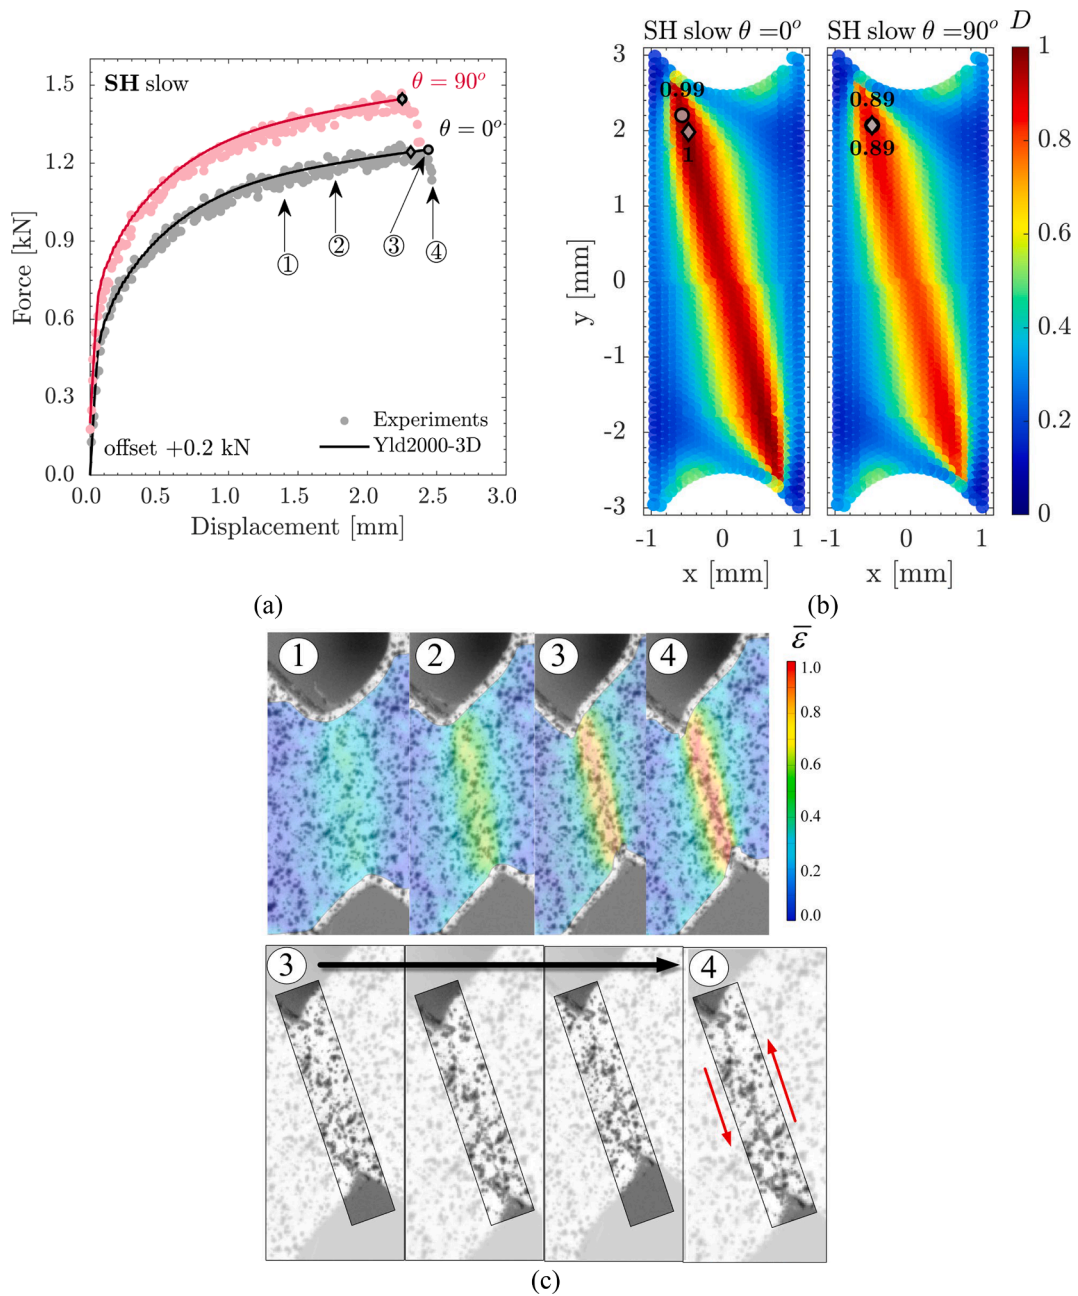 SH slow
θ = 90°
θ = 0°
1.5
1.2
0.9
0.6
0.3
0.0
Force [kN]
① ② ③ ④
Experiments
Yld2000-3D
offset +0.2 kN
0.0 0.5 1.0 1.5 2.0 2.5 3.0
Displacement [mm]
(a)
SH slow θ =0° SH slow θ =90° D
3
2
1
0
-1
-2
-3
y [mm]
0.99
1
0.89
0.89
1
0.8
0.6
0.4
0.2
0
-1 0 1 -1 0 1
x [mm] x [mm]
(b)
1 2 3 4
ε̅
1.0
0.8
0.6
0.4
0.2
0.0
3 4
(c)